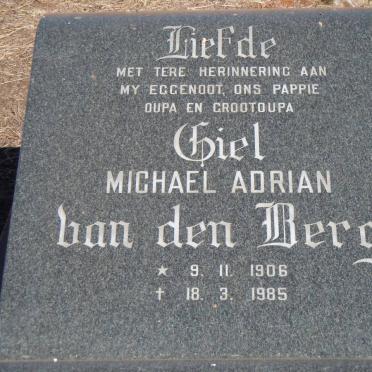 Liefde
MET TERE HERINNERING AAN
MY EGGENOOT, ONS PAPPIE
OUPA EN GROOTOUPA
Giel
MICHAEL ADRIAN
van den Berg
★ 9. 11. 1906
✝ 18. 3. 1985